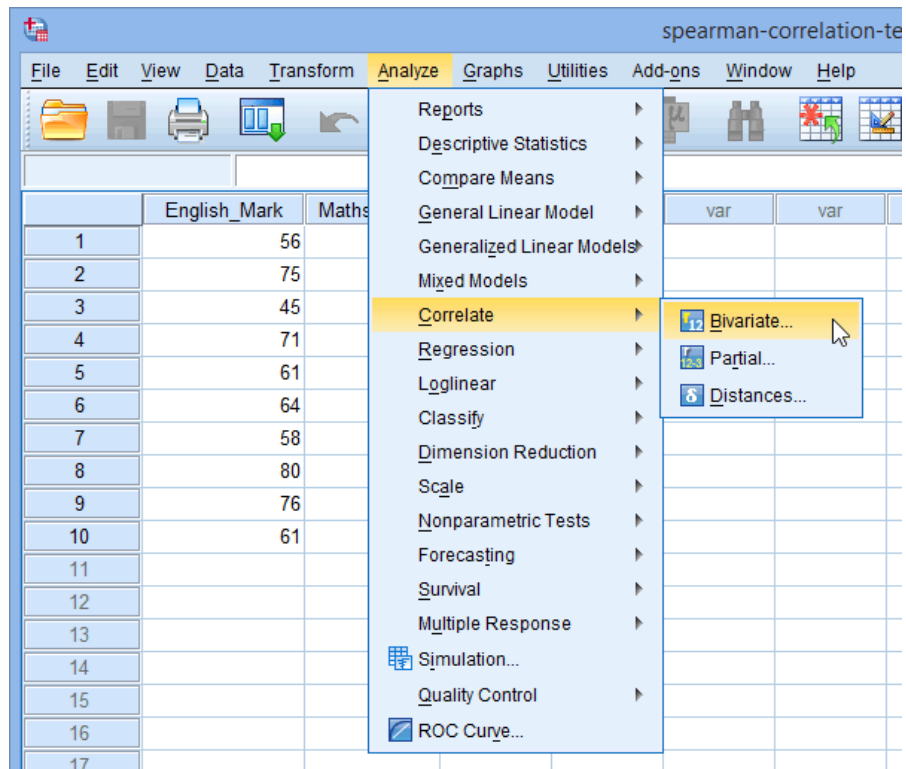 spearman-correlation-te
File Edit View Data Transform Analyze Graphs Utilities Add-ons Window Help
English_Mark Maths var var
1 56
2 75
3 45
4 71
5 61
6 64
7 58
8 80
9 76
10 61
11
12
13
14
15
16
17
Reports
Descriptive Statistics
Compare Means
General Linear Model
Generalized Linear Models
Mixed Models
Correlate
Regression
Loglinear
Classify
Dimension Reduction
Scale
Nonparametric Tests
Forecasting
Survival
Multiple Response
Simulation...
Quality Control
ROC Curve...
Bivariate...
Partial...
Distances...